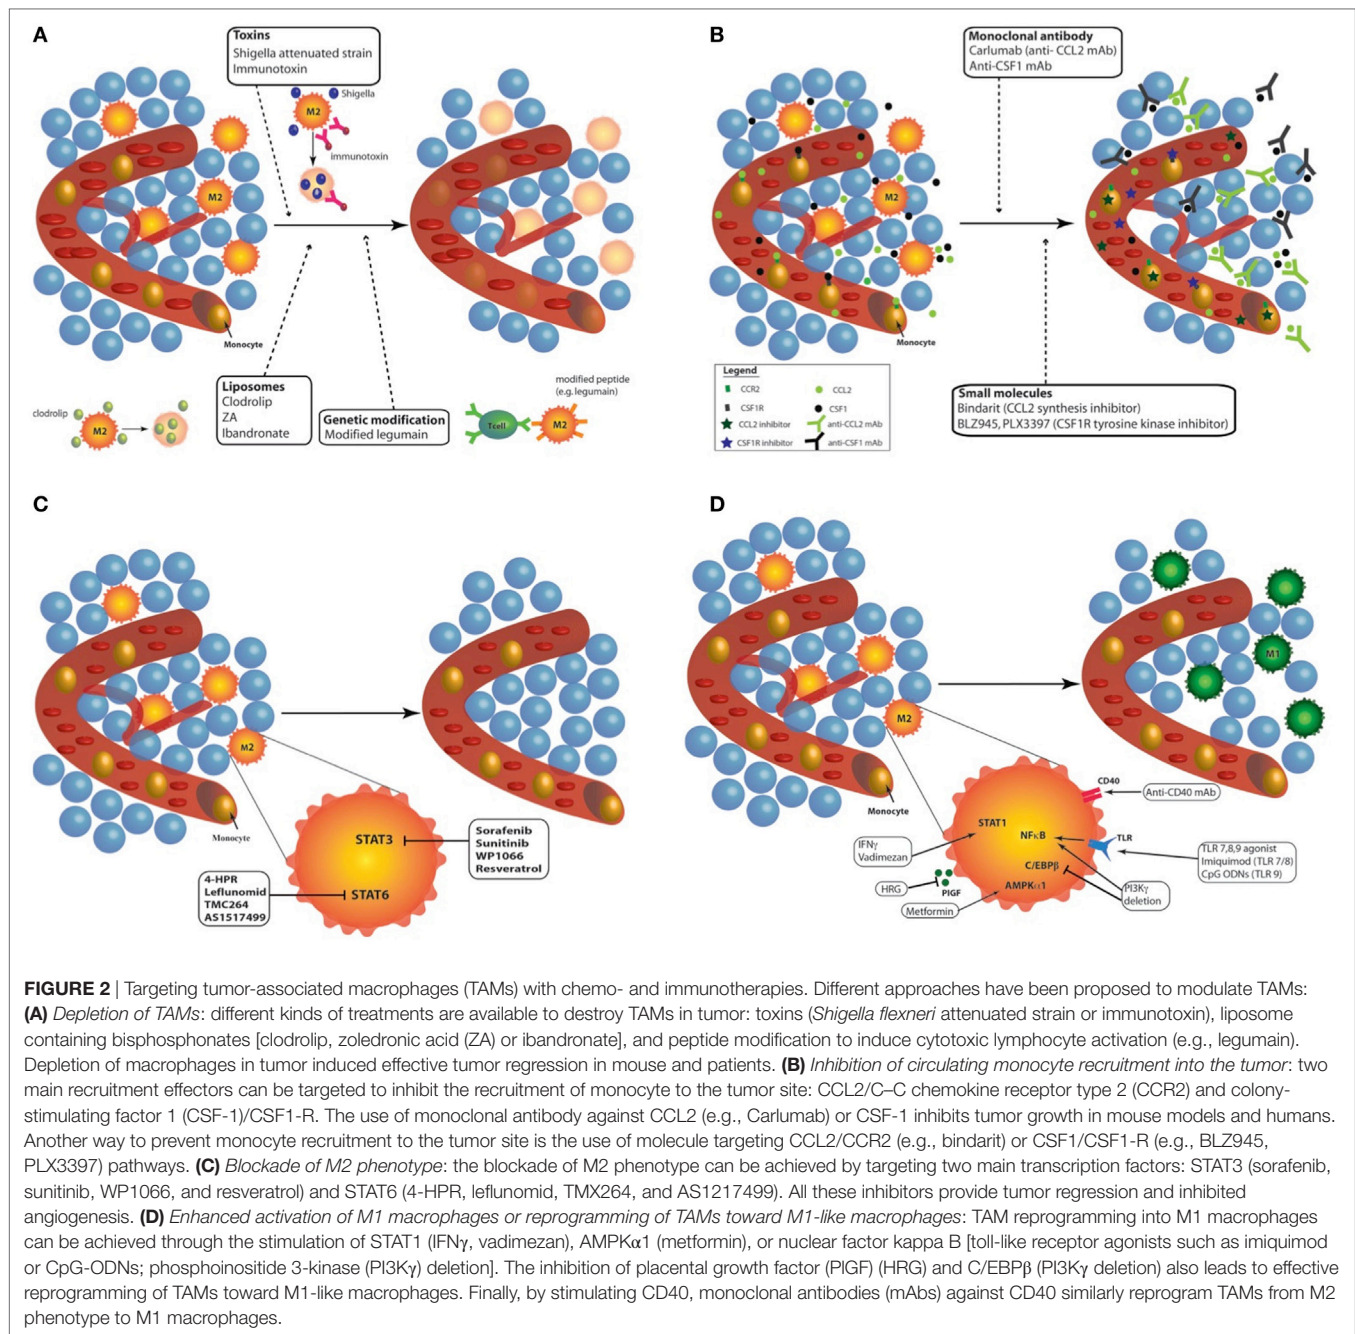 A
Toxins
Shigella attenuated strain
Immunotoxin
Shigella
M2
immunotoxin
M2
Monocyte
Liposomes
Clodrolip
ZA
Ibandronate
Genetic modification
Modified legumain
clodrolip
M2
modified peptide
(e.g. legumain)
Tcell
M2
B
Monoclonal antibody
Carlumab (anti- CCL2 mAb)
Anti-CSF1 mAb
M2
Monocyte
Legend
CCR2
CCL2
CSF1R
CSF1
CCL2 inhibitor
anti-CCL2 mAb
CSF1R inhibitor
anti-CSF1 mAb
Small molecules
Bindarit (CCL2 synthesis inhibitor)
BLZ945, PLX3397 (CSF1R tyrosine kinase inhibitor)
C
M2
Monocyte
STAT3
STAT6
Sorafenib
Sunitinib
WP1066
Resveratrol
4-HPR
Leflunomid
TMC264
AS1517499
D
M2
M1
Monocyte
CD40
Anti-CD40 mAb
STAT1
NFκB
TLR
C/EBPβ
AMPKα1
IFNγ
Vadimezan
HRG
PlGF
Metformin
PI3Kγ
deletion
TLR 7,8,9 agonist
Imiquimod (TLR 7/8)
CpG ODNs (TLR 9)
FIGURE 2 | Targeting tumor-associated macrophages (TAMs) with chemo- and immunotherapies. Different approaches have been proposed to modulate TAMs:
(A) Depletion of TAMs: different kinds of treatments are available to destroy TAMs in tumor: toxins (Shigella flexneri attenuated strain or immunotoxin), liposome
containing bisphosphonates [clodrolip, zoledronic acid (ZA) or ibandronate], and peptide modification to induce cytotoxic lymphocyte activation (e.g., legumain).
Depletion of macrophages in tumor induced effective tumor regression in mouse and patients. (B) Inhibition of circulating monocyte recruitment into the tumor: two
main recruitment effectors can be targeted to inhibit the recruitment of monocyte to the tumor site: CCL2/C–C chemokine receptor type 2 (CCR2) and colony-
stimulating factor 1 (CSF-1)/CSF1-R. The use of monoclonal antibody against CCL2 (e.g., Carlumab) or CSF-1 inhibits tumor growth in mouse models and humans.
Another way to prevent monocyte recruitment to the tumor site is the use of molecule targeting CCL2/CCR2 (e.g., bindarit) or CSF1/CSF1-R (e.g., BLZ945,
PLX3397) pathways. (C) Blockade of M2 phenotype: the blockade of M2 phenotype can be achieved by targeting two main transcription factors: STAT3 (sorafenib,
sunitinib, WP1066, and resveratrol) and STAT6 (4-HPR, leflunomid, TMX264, and AS1217499). All these inhibitors provide tumor regression and inhibited
angiogenesis. (D) Enhanced activation of M1 macrophages or reprogramming of TAMs toward M1-like macrophages: TAM reprogramming into M1 macrophages
can be achieved through the stimulation of STAT1 (IFNγ, vadimezan), AMPKα1 (metformin), or nuclear factor kappa B [toll-like receptor agonists such as imiquimod
or CpG-ODNs; phosphoinositide 3-kinase (PI3Kγ) deletion]. The inhibition of placental growth factor (PlGF) (HRG) and C/EBPβ (PI3Kγ deletion) also leads to effective
reprogramming of TAMs toward M1-like macrophages. Finally, by stimulating CD40, monoclonal antibodies (mAbs) against CD40 similarly reprogram TAMs from M2
phenotype to M1 macrophages.